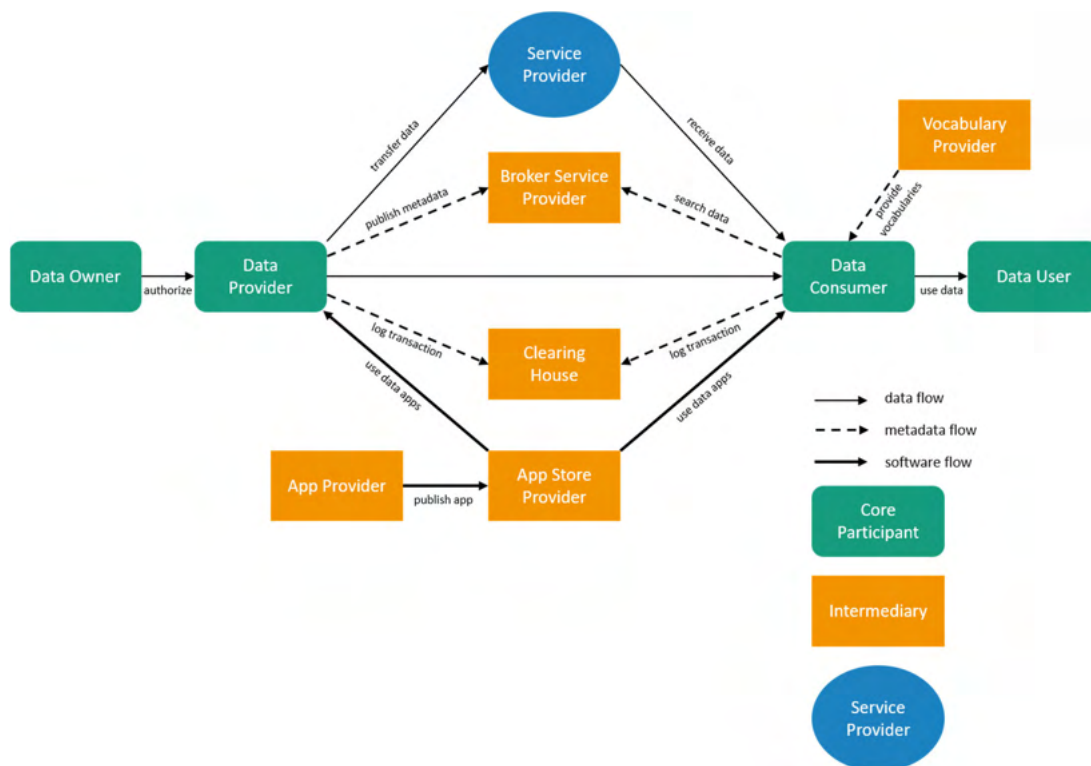 Service
Provider
transfer data
receive data
Vocabulary
Provider
Broker Service
Provider
publish metadata
search data
provide
vocabularies
Data Owner
authorize
Data
Provider
Data
Consumer
use data
Data User
log transaction
log transaction
Clearing
House
use data apps
use data apps
data flow
metadata flow
software flow
App Provider
publish app
App Store
Provider
Core
Participant
Intermediary
Service
Provider